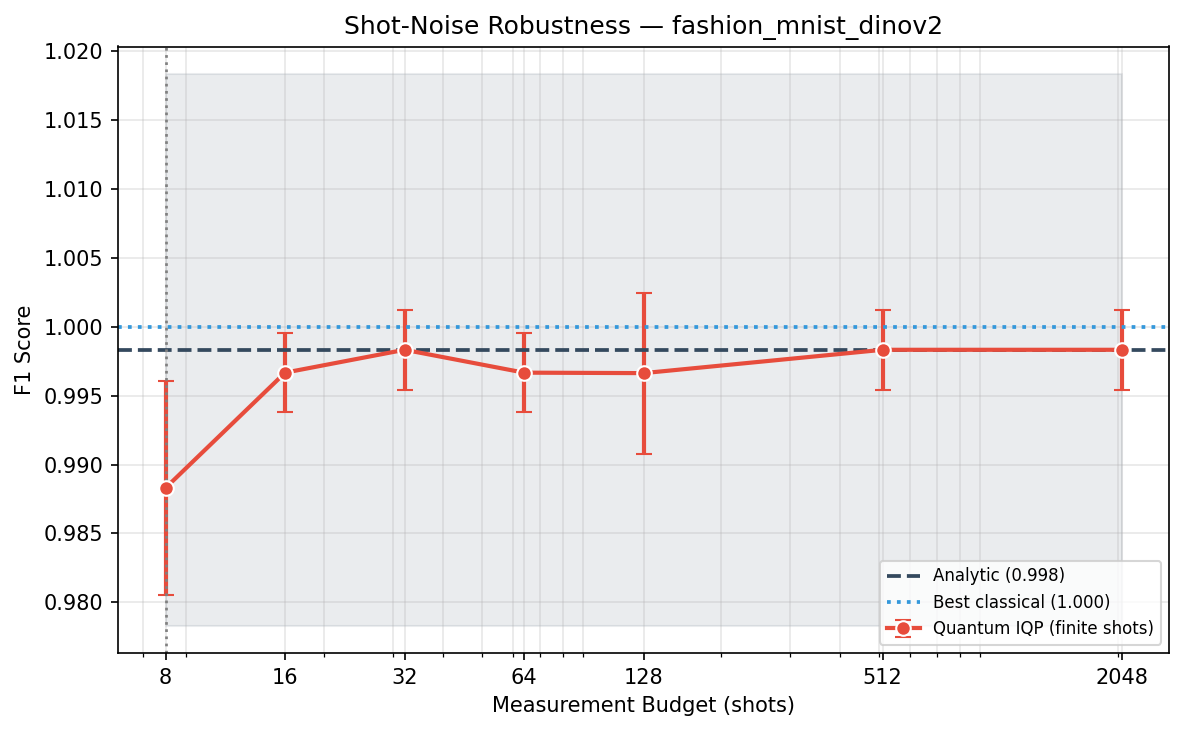 Shot-Noise Robustness — fashion_mnist_dinov2
1.020
1.015
1.010
1.005
1.000
0.995
0.990
0.985
0.980
F1 Score
Analytic (0.998)
Best classical (1.000)
Quantum IQP (finite shots)
8 16 32 64 128 512 2048
Measurement Budget (shots)